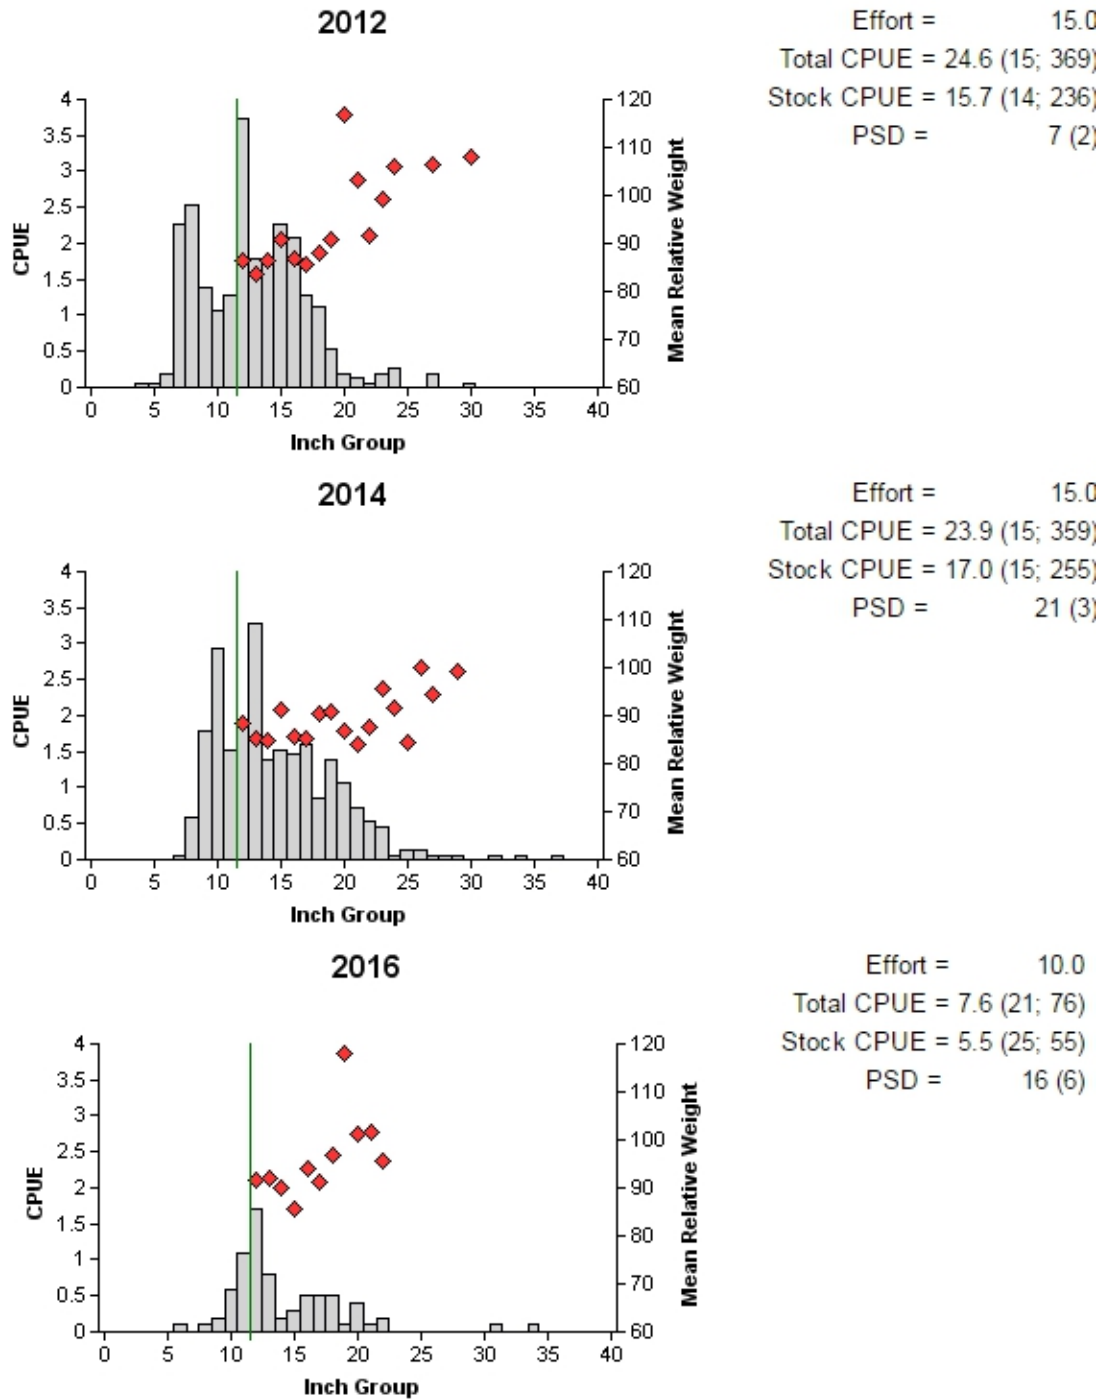 2012
Effort = 15.0
Total CPUE = 24.6 (15; 369)
Stock CPUE = 15.7 (14; 236)
PSD = 7 (2)
4 120
3.5 110
3
2.5 100
2 90
1.5 80
1
0.5 70
0 60
CPUE
Mean Relative Weight
0 5 10 15 20 25 30 35 40
Inch Group
2014
Effort = 15.0
Total CPUE = 23.9 (15; 359)
Stock CPUE = 17.0 (15; 255)
PSD = 21 (3)
4 120
3.5 110
3
2.5 100
2 90
1.5 80
1
0.5 70
0 60
CPUE
Mean Relative Weight
0 5 10 15 20 25 30 35 40
Inch Group
2016
Effort = 10.0
Total CPUE = 7.6 (21; 76)
Stock CPUE = 5.5 (25; 55)
PSD = 16 (6)
4 120
3.5 110
3
2.5 100
2 90
1.5 80
1
0.5 70
0 60
CPUE
Mean Relative Weight
0 5 10 15 20 25 30 35 40
Inch Group